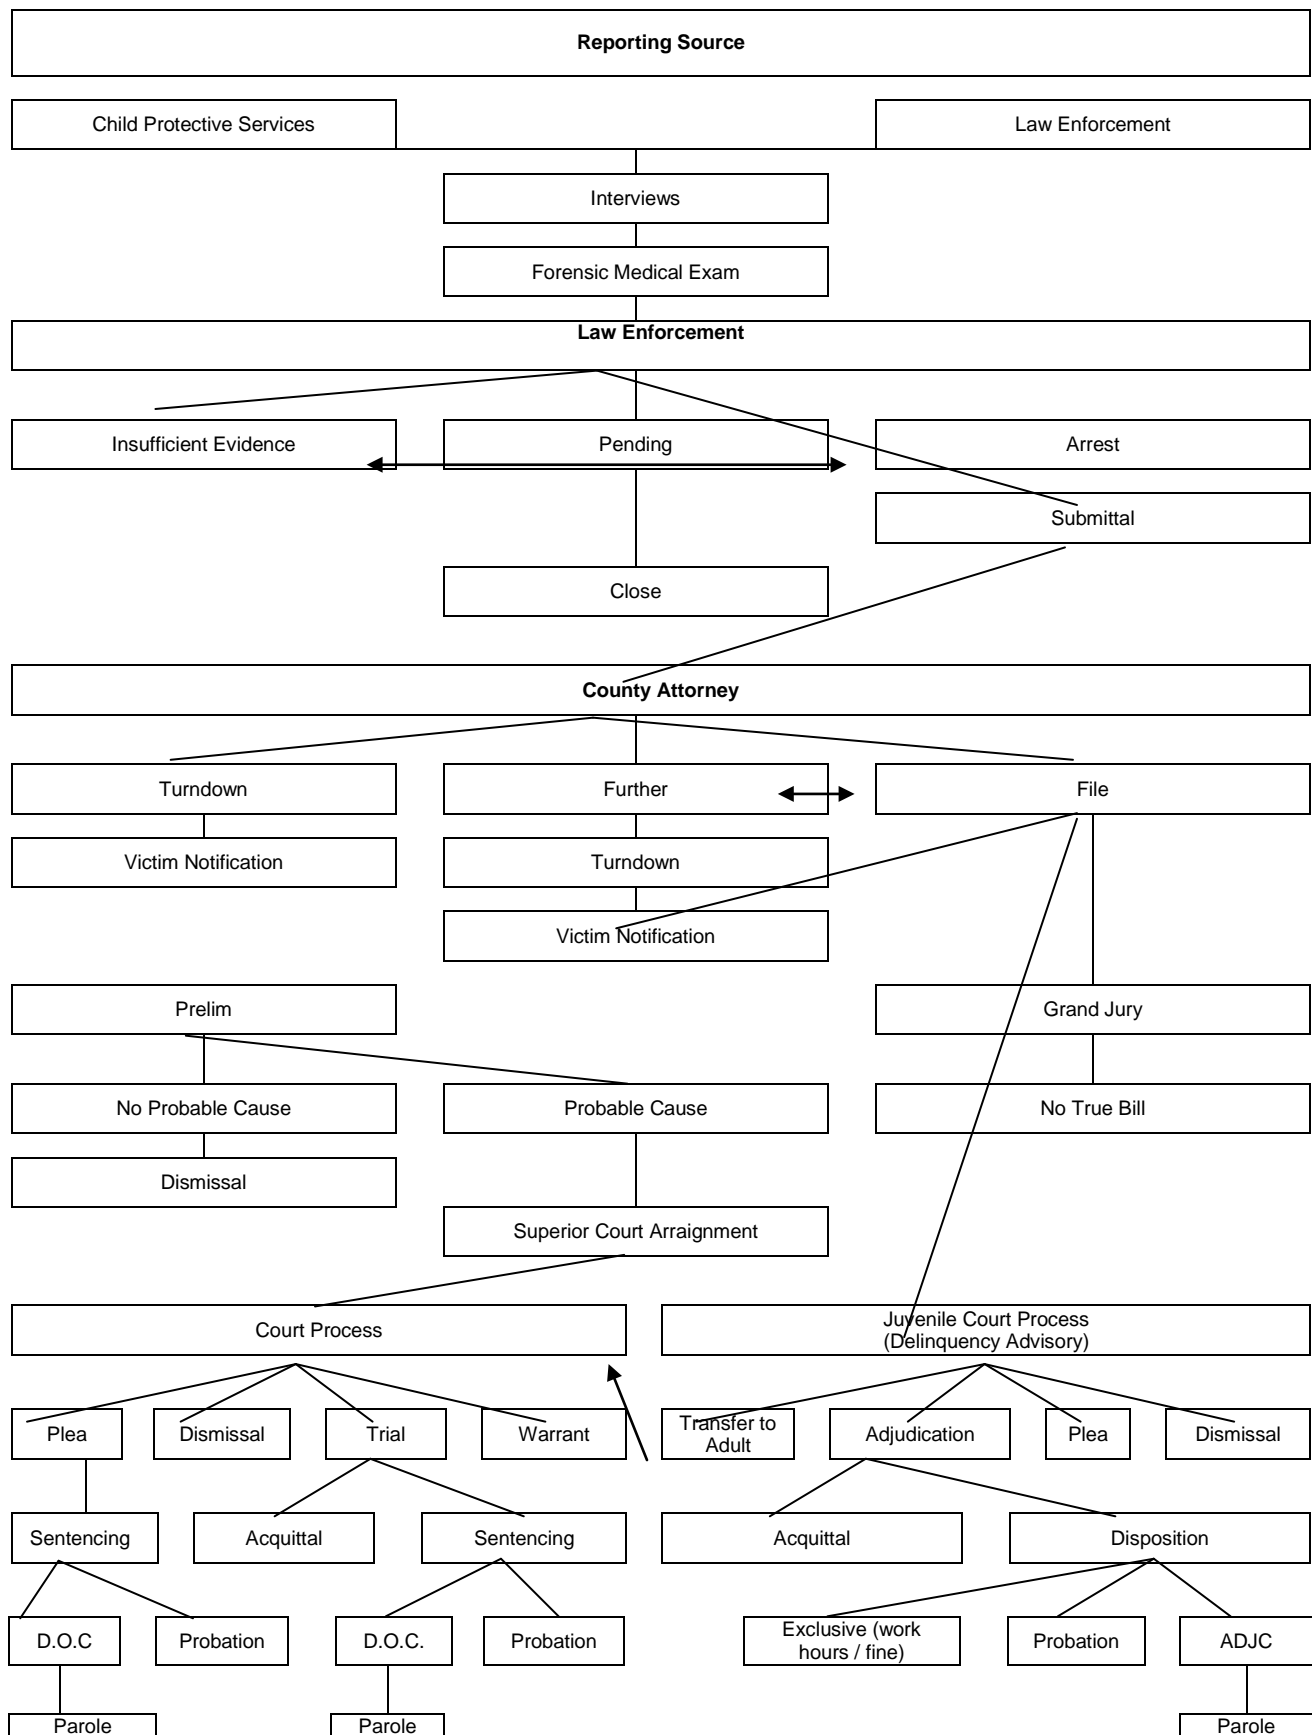 Reporting Source
Child Protective Services
Law Enforcement
Interviews
Forensic Medical Exam
Law Enforcement
Insufficient Evidence
Pending
Arrest
Submittal
Close
County Attorney
Turndown
Further
File
Victim Notification
Turndown
Victim Notification
Prelim
Grand Jury
No Probable Cause
Probable Cause
No True Bill
Dismissal
Superior Court Arraignment
Court Process
Juvenile Court Process
(Delinquency Advisory)
Plea
Dismissal
Trial
Warrant
Transfer to
Adult
Adjudication
Plea
Dismissal
Sentencing
Acquittal
Sentencing
Acquittal
Disposition
D.O.C
Probation
D.O.C.
Probation
Exclusive (work
hours / fine)
Probation
ADJC
Parole
Parole
Parole